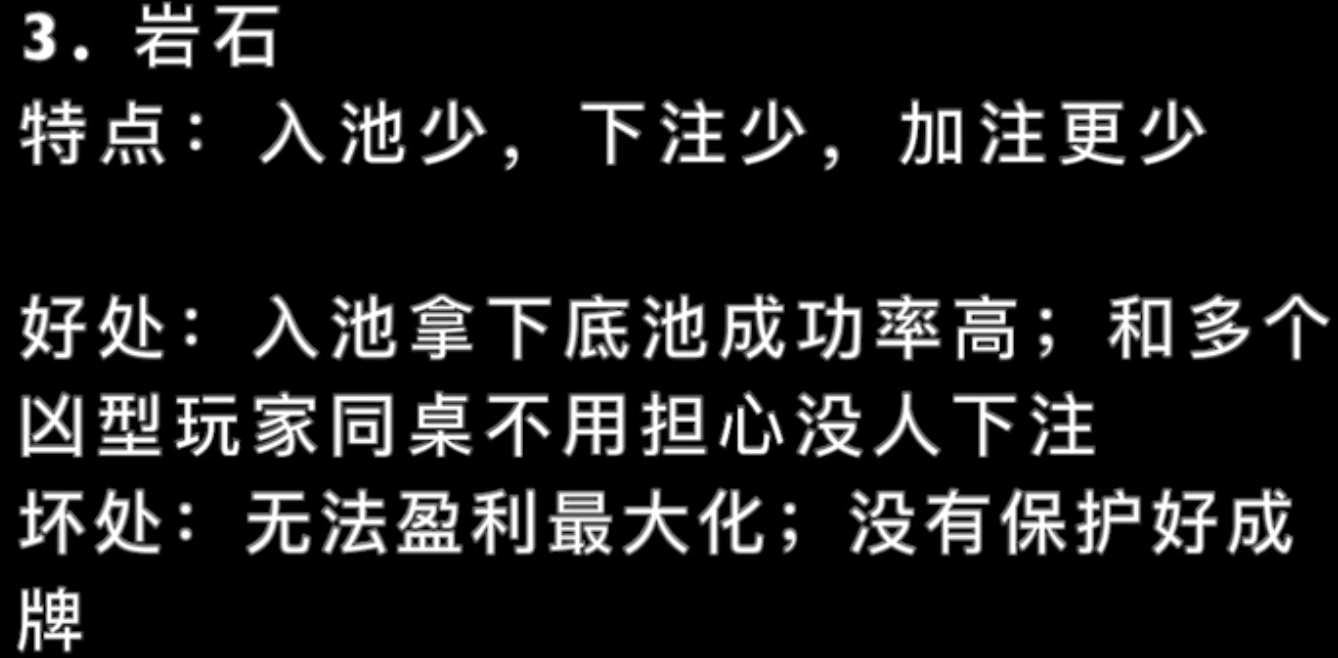 3. 岩石
特点：入池少，下注少，加注更少
好处：入池拿下底池成功率高；和多个
凶型玩家同桌不用担心没人下注
坏处：无法盈利最大化；没有保护好成
牌